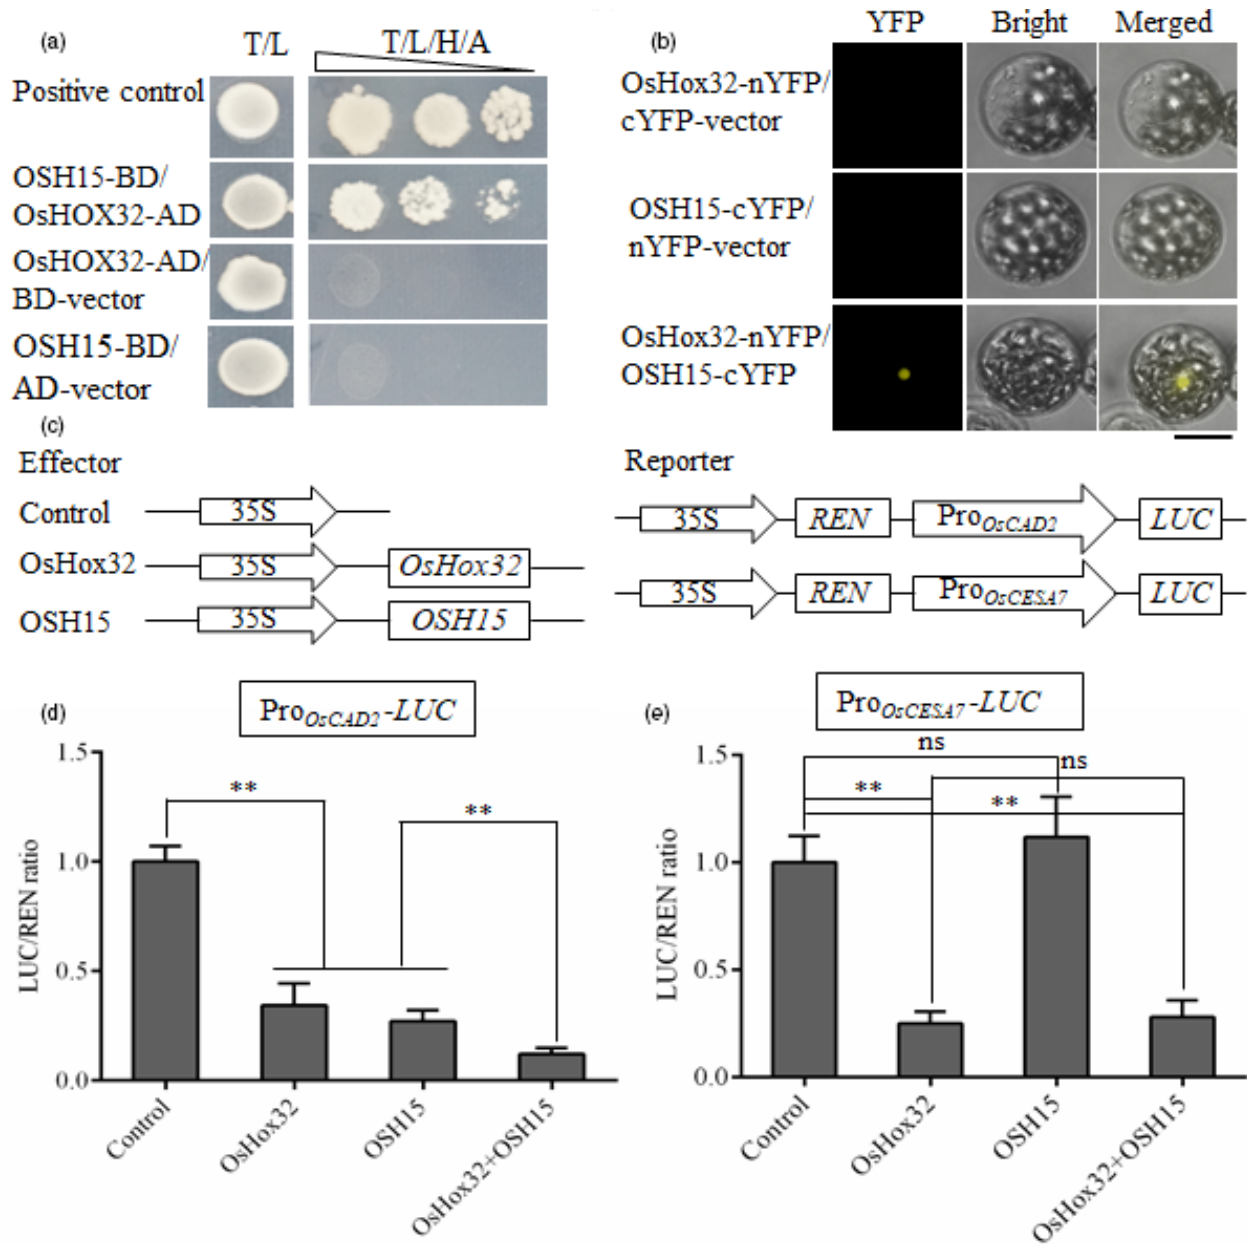 (a)
T/L
T/L/H/A
Positive control
OSH15-BD/
OsHOX32-AD
OsHOX32-AD/
BD-vector
OSH15-BD/
AD-vector
(b)
YFP
Bright
Merged
OsHox32-nYFP/
cYFP-vector
OSH15-cYFP/
nYFP-vector
OsHox32-nYFP/
OSH15-cYFP
(c)
Effector
Control
35S
OsHox32
35S
OsHox32
OSH15
35S
OSH15
Reporter
35S
REN
ProOsCAD2
LUC
35S
REN
ProOsCESA7
LUC
(d)
ProOsCAD2-LUC
LUC/REN ratio
1.5
1.0
0.5
0.0
**
**
Control
OsHox32
OSH15
OsHox32+OSH15
(e)
ProOsCESA7-LUC
LUC/REN ratio
1.5
1.0
0.5
0.0
ns
ns
**
**
Control
OsHox32
OSH15
OsHox32+OSH15